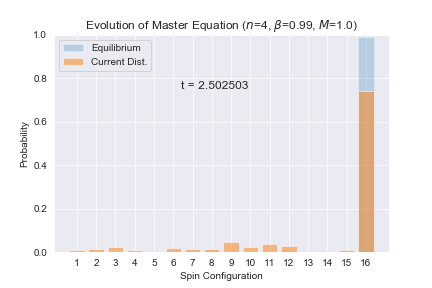 Evolution of Master Equation (n=4, β=0.99, M=1.0)
Equilibrium
Current Dist.
t = 2.502503
1.0
0.8
0.6
0.4
0.2
0.0
Probability
1 2 3 4 5 6 7 8 9 10 11 12 13 14 15 16
Spin Configuration